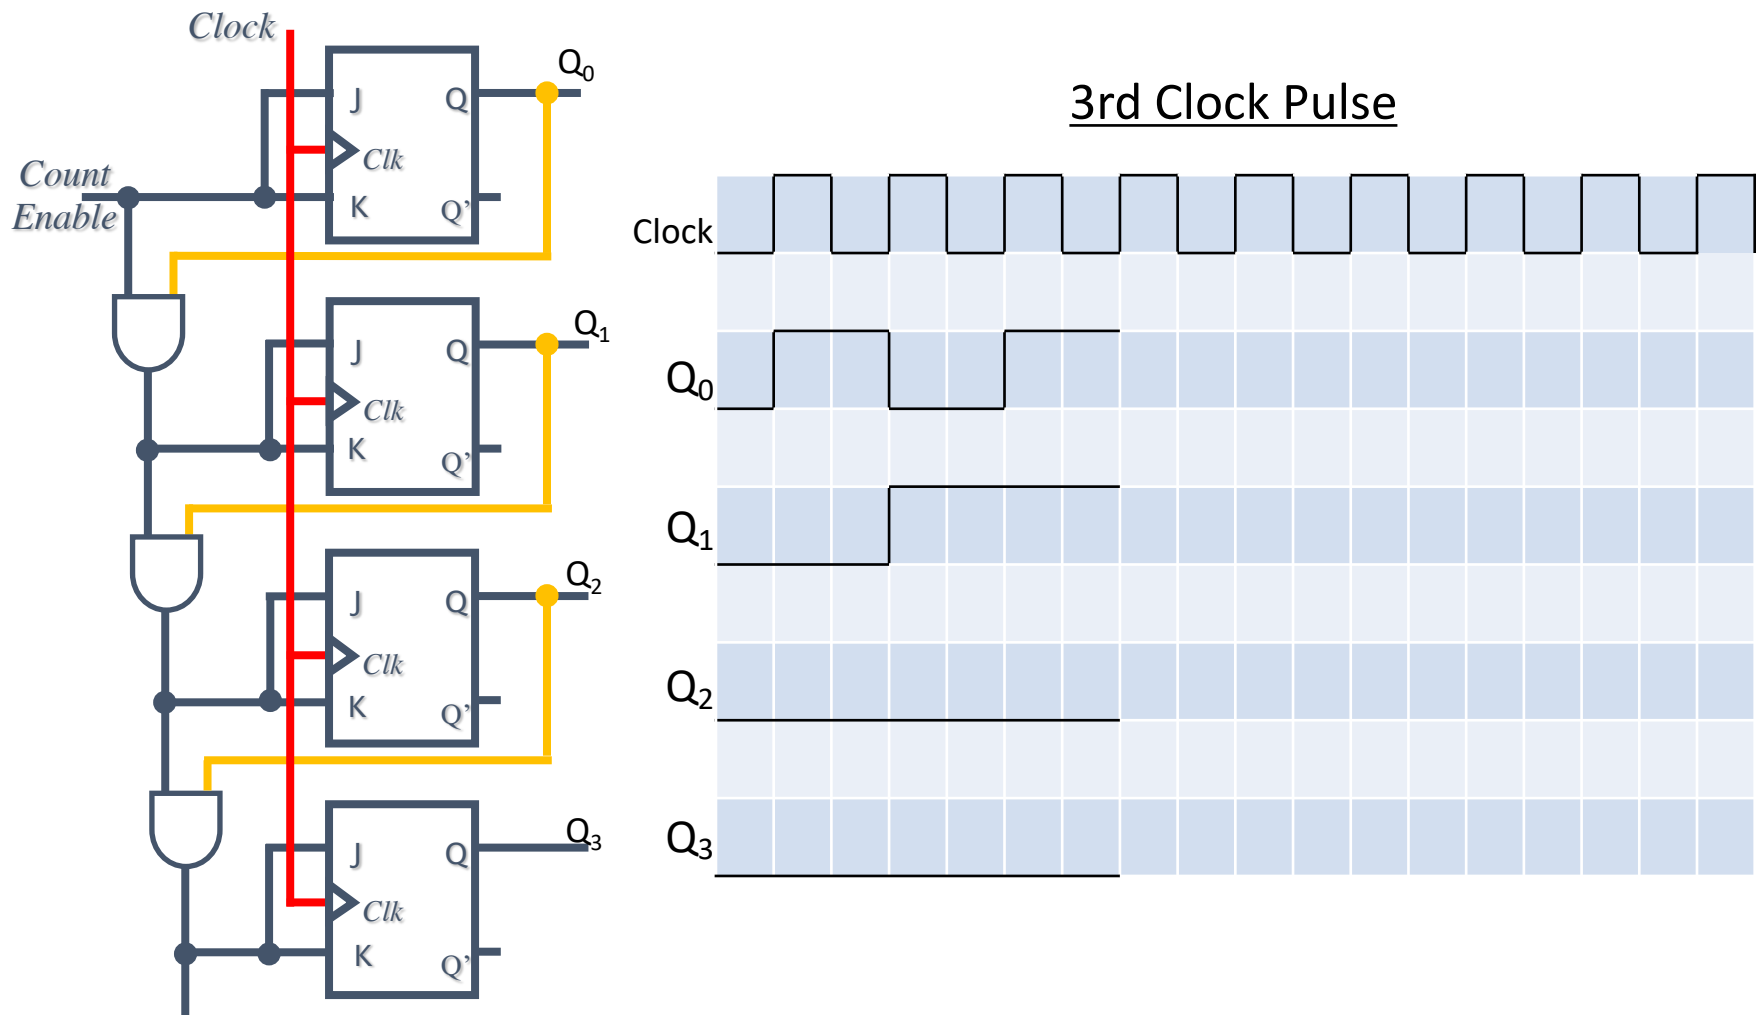 Clock
Q0
J
Q
Clk
Count
Enable
K
Q'
Q1
J
Q
Clk
K
Q'
Q2
J
Q
Clk
K
Q'
Q3
J
Q
Clk
K
Q'
3rd Clock Pulse
Clock
Q0
Q1
Q2
Q3